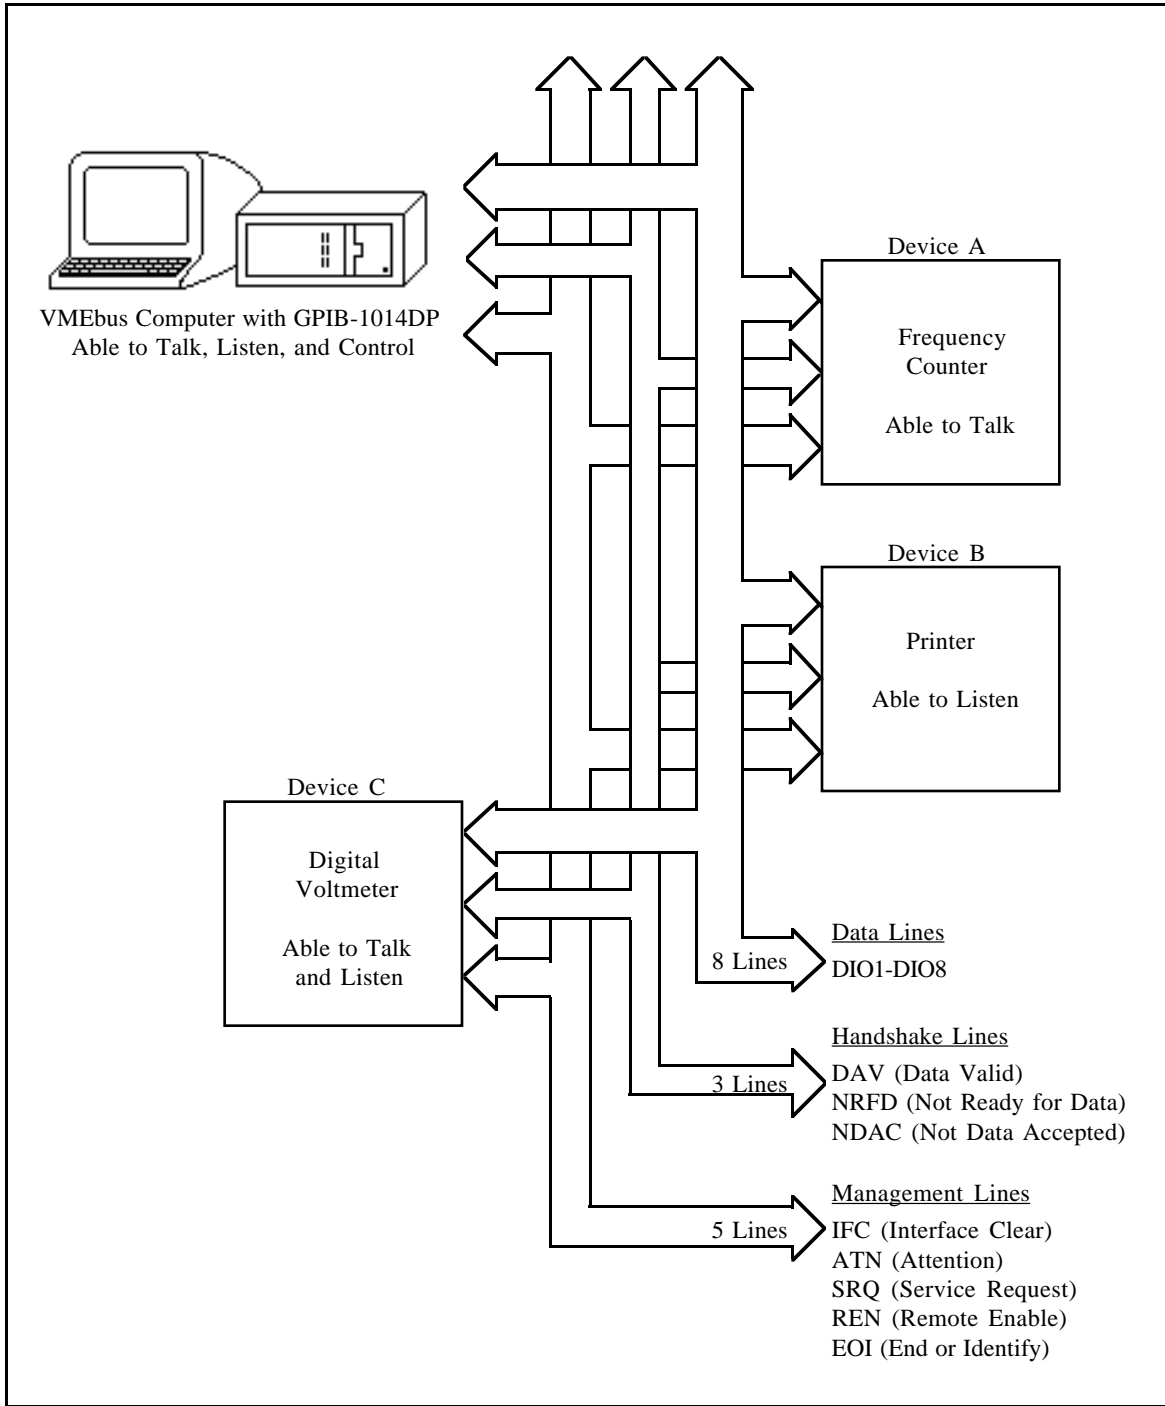 VMEbus Computer with GPIB-1014DP
Able to Talk, Listen, and Control
Device A
Frequency
Counter
Able to Talk
Device B
Printer
Able to Listen
Device C
Digital
Voltmeter
Able to Talk
and Listen
8 Lines
Data Lines
DIO1-DIO8
3 Lines
Handshake Lines
DAV (Data Valid)
NRFD (Not Ready for Data)
NDAC (Not Data Accepted)
5 Lines
Management Lines
IFC (Interface Clear)
ATN (Attention)
SRQ (Service Request)
REN (Remote Enable)
EOI (End or Identify)